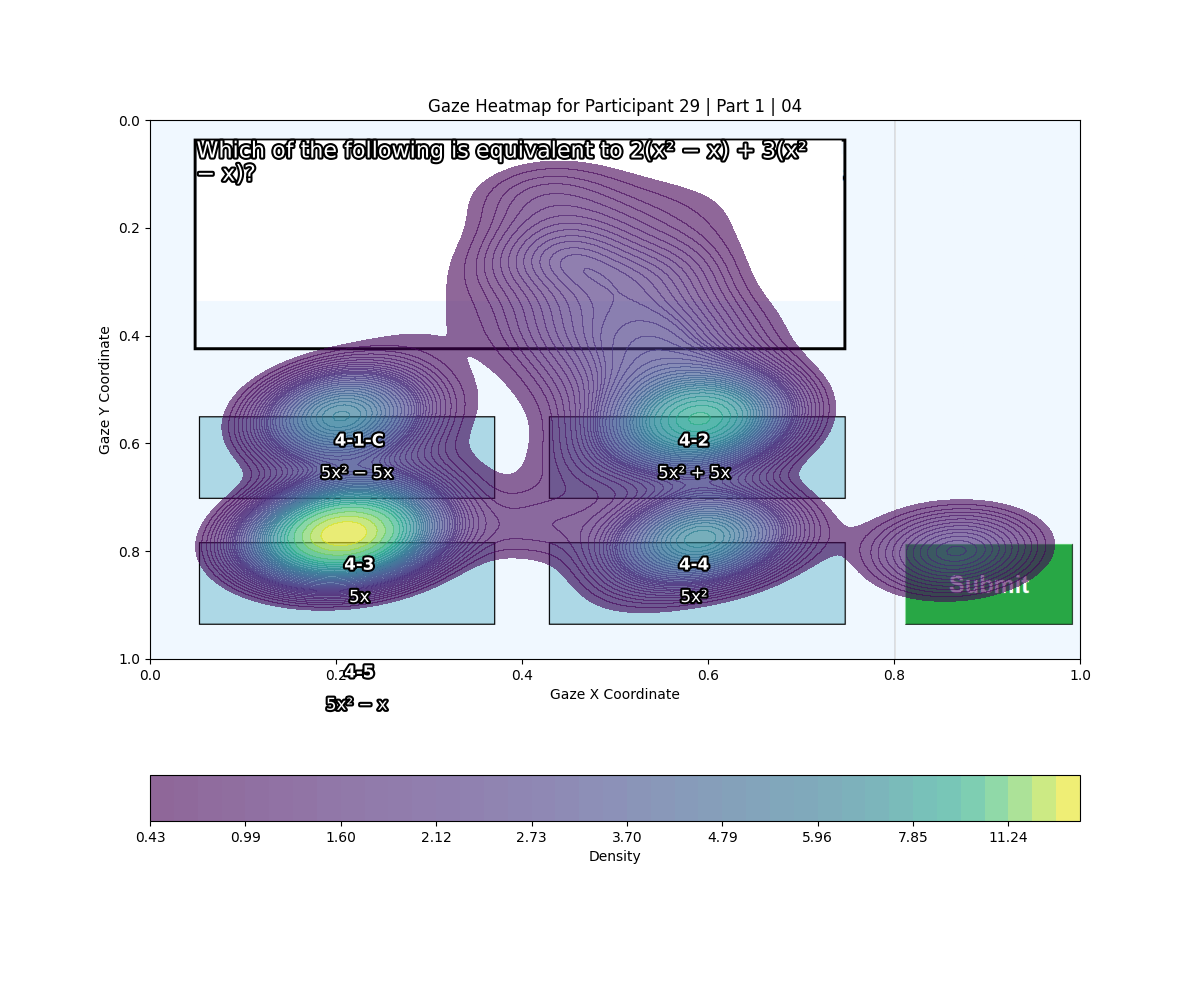 Gaze Heatmap for Participant 29 | Part 1 | 04
0.0
0.2
0.4
0.6
0.8
1.0
Gaze Y Coordinate
Which of the following is equivalent to 2(x² − x) + 3(x²
− x)?
4-1-C
5x² − 5x
4-2
5x² + 5x
4-3
5x
4-4
5x²
Submit
0.0
0.2
0.4
0.6
0.8
1.0
4-5
Gaze X Coordinate
5x² − x
0.43
0.99
1.60
2.12
2.73
3.70
4.79
5.96
7.85
11.24
Density